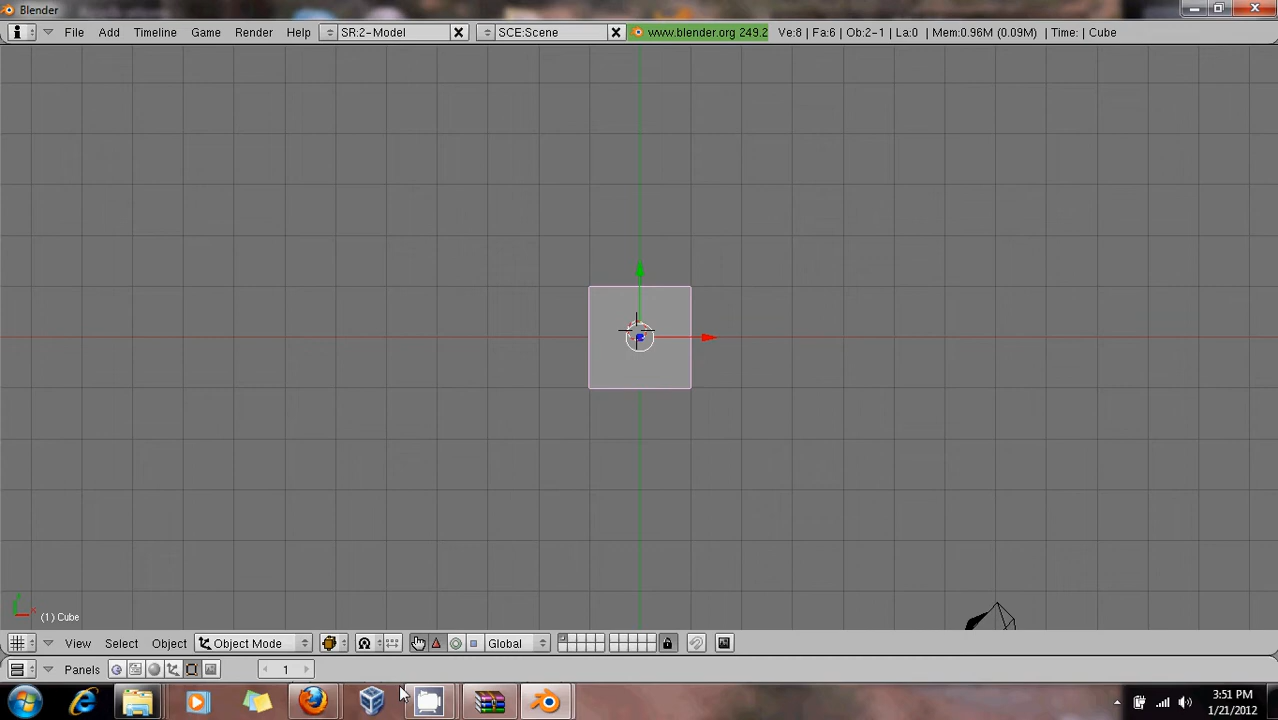 Blender
File Add Timeline Game Render Help SR:2-Model SCE:Scene www.blender.org 249.2 Ve:8 | Fa:6 | Ob:2-1 | La:0 | Mem:0.96M (0.09M) | Time: | Cube
(1) Cube
View Select Object Object Mode Global
Panels 1
3:51 PM
1/21/2012